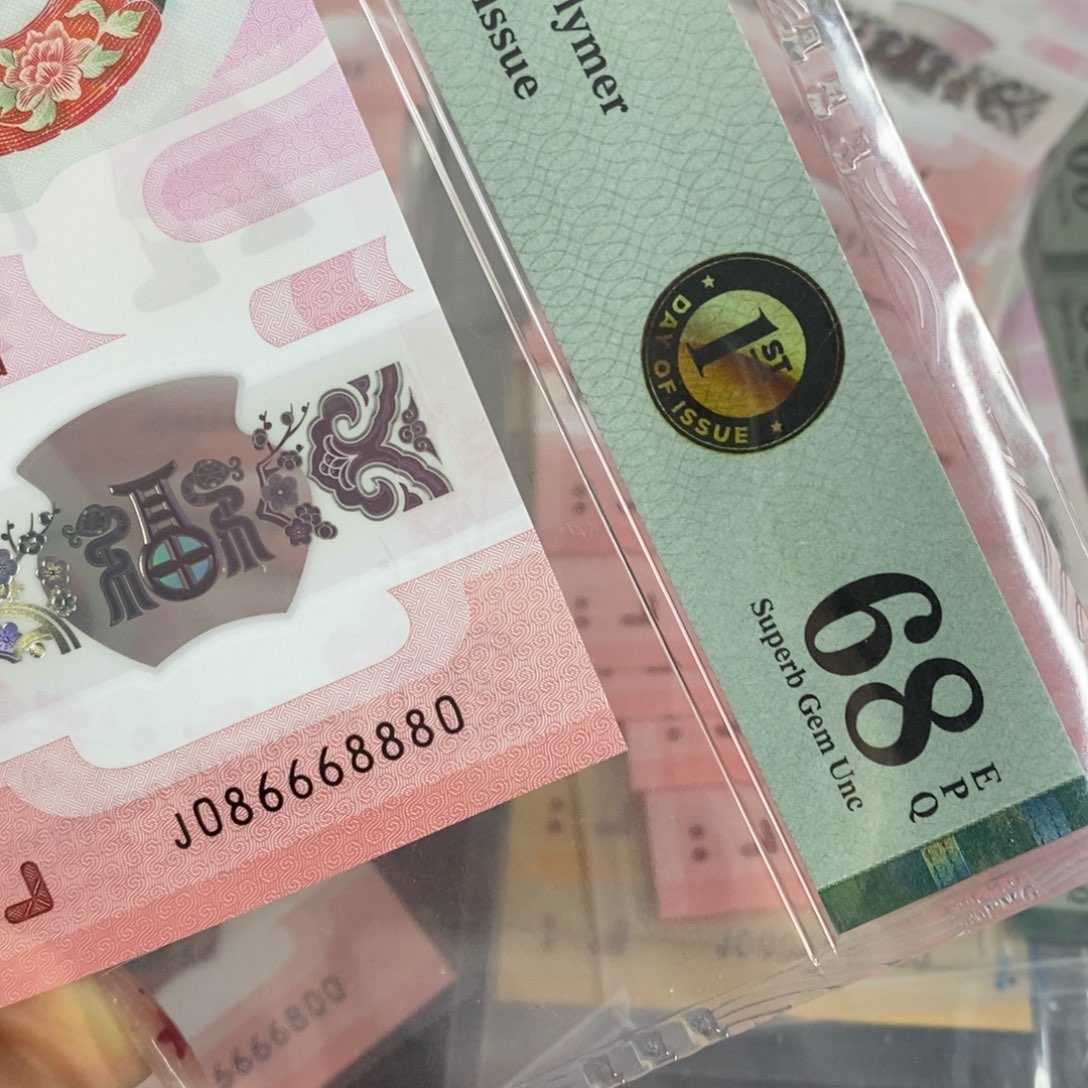 lymer
Issue
1ST
DAY OF ISSUE
68
EPQ
Superb Gem Unc
J086668880